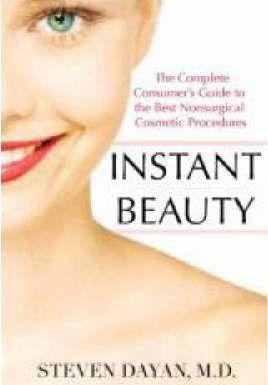 The Complete
Consumer's Guide to
the Best Nonsurgical
Cosmetic Procedures
INSTANT
BEAUTY
STEVEN DAYAN, M.D.